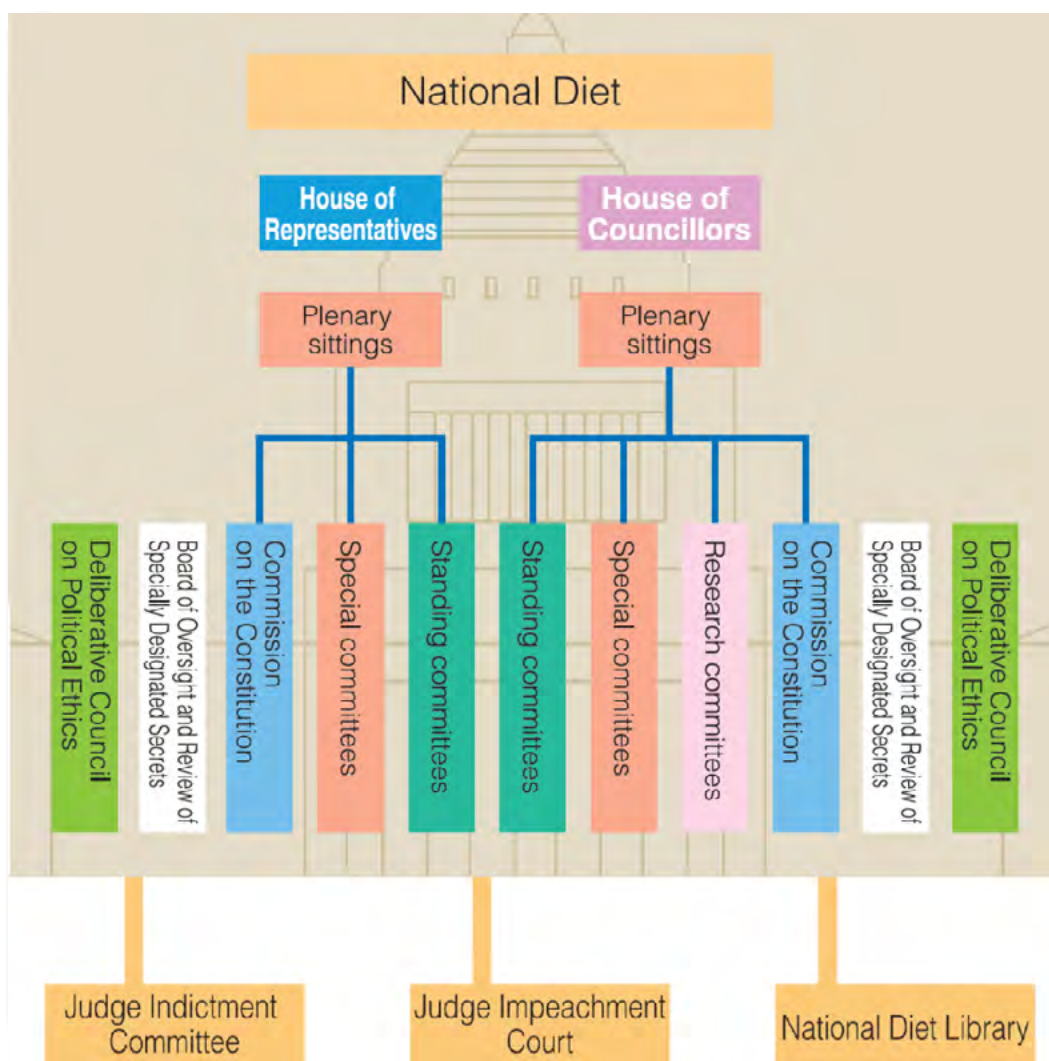 National Diet
House of
Representatives
House of
Councillors
Plenary
sittings
Plenary
sittings
Deliberative Council
on Political Ethics
Board of Oversight and Review of
Specially Designated Secrets
Commission
on the Constitution
Special committees
Standing committees
Standing committees
Special committees
Research committees
Commission
on the Constitution
Board of Oversight and Review of
Specially Designated Secrets
Deliberative Council
on Political Ethics
Judge Indictment
Committee
Judge Impeachment
Court
National Diet Library